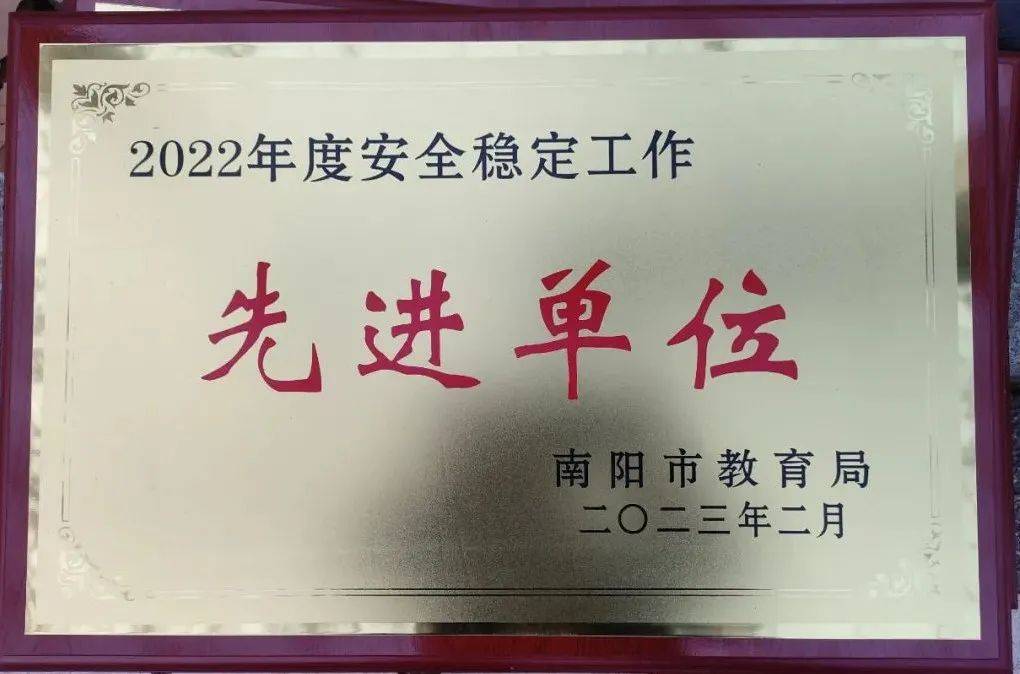 2022年度安全稳定工作
先进单位
南阳市教育局
二〇二三年二月